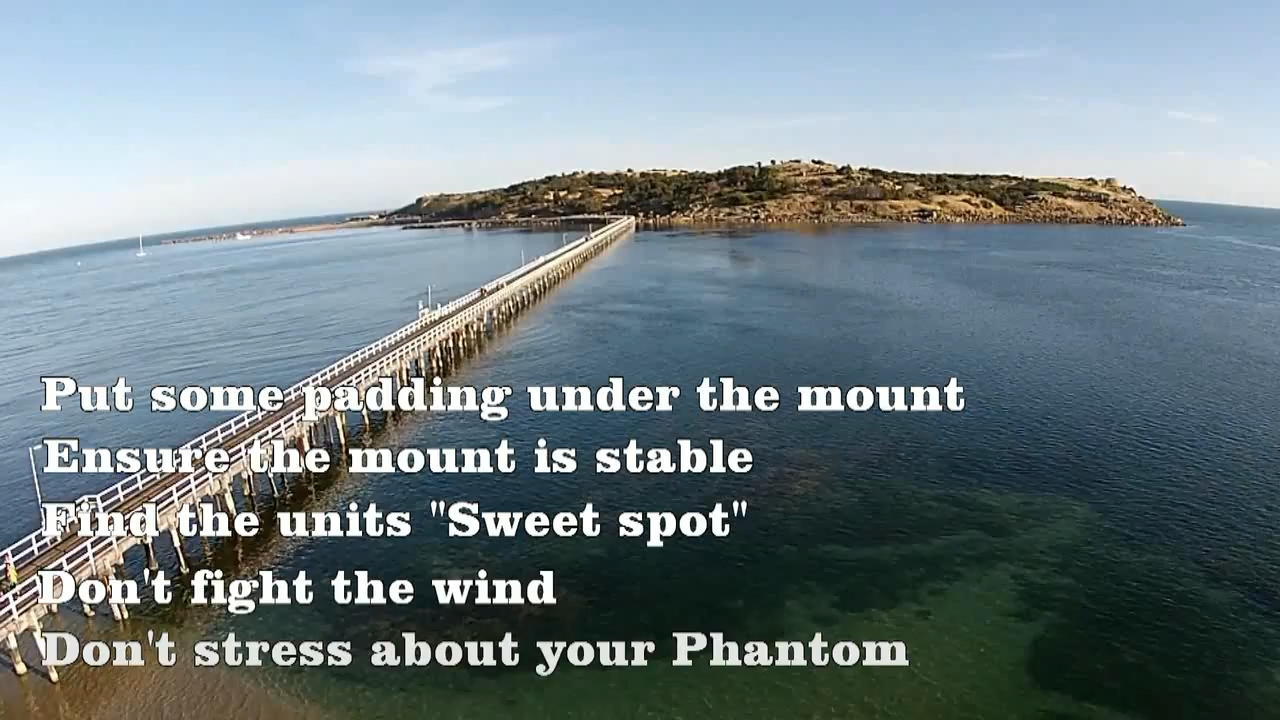 Put some padding under the mount
Ensure the mount is stable
Find the units "Sweet spot"
Don't fight the wind
Don't stress about your Phantom